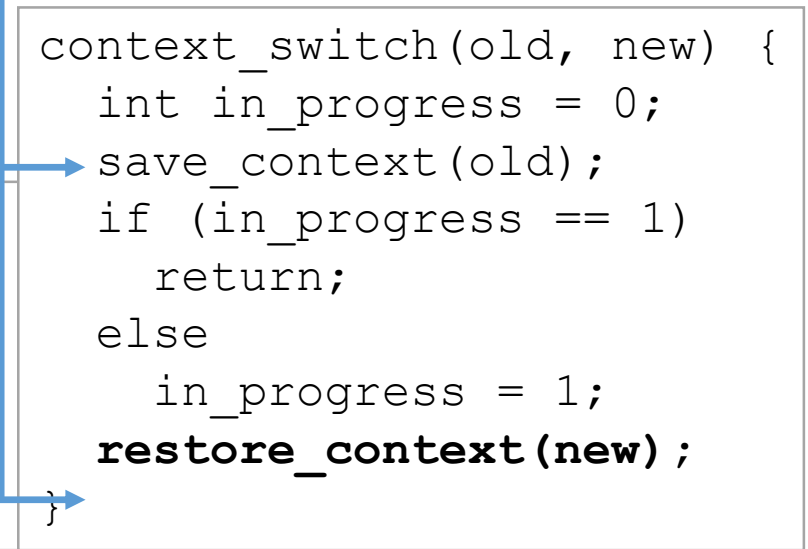 context_switch(old, new) {
int in_progress = 0;
save_context(old);
if (in_progress == 1)
return;
else
in_progress = 1;
restore_context(new);
}